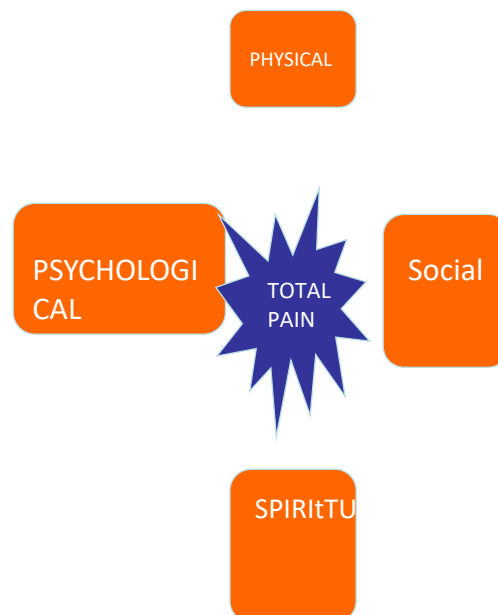 PHYSICAL
PSYCHOLOGI
CAL
TOTAL
PAIN
Social
SPIRItTU